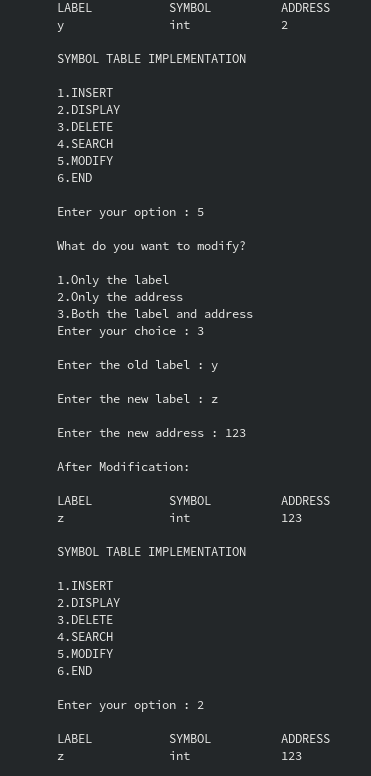 LABEL SYMBOL ADDRESS
y int 2
SYMBOL TABLE IMPLEMENTATION
1.INSERT
2.DISPLAY
3.DELETE
4.SEARCH
5.MODIFY
6.END
Enter your option : 5
What do you want to modify?
1.Only the label
2.Only the address
3.Both the label and address
Enter your choice : 3
Enter the old label : y
Enter the new label : z
Enter the new address : 123
After Modification:
LABEL SYMBOL ADDRESS
z int 123
SYMBOL TABLE IMPLEMENTATION
1.INSERT
2.DISPLAY
3.DELETE
4.SEARCH
5.MODIFY
6.END
Enter your option : 2
LABEL SYMBOL ADDRESS
z int 123